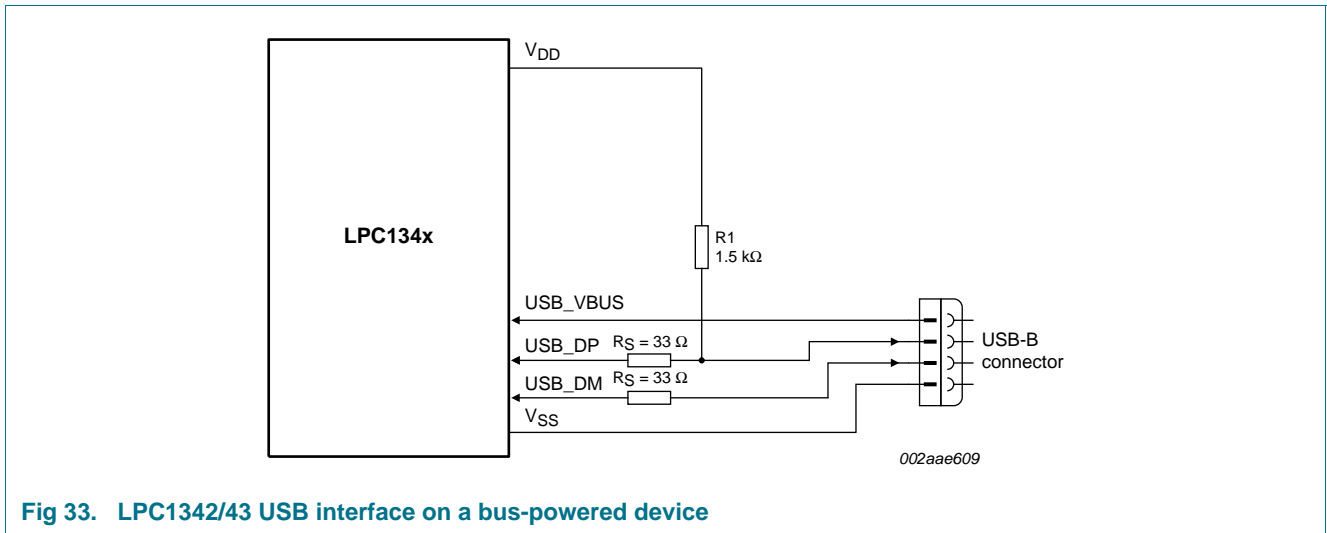 VDD
LPC134x
R1
1.5 kΩ
USB_VBUS
USB_DP RS = 33 Ω
USB_DM RS = 33 Ω
VSS
USB-B
connector
002aae609
Fig 33. LPC1342/43 USB interface on a bus-powered device